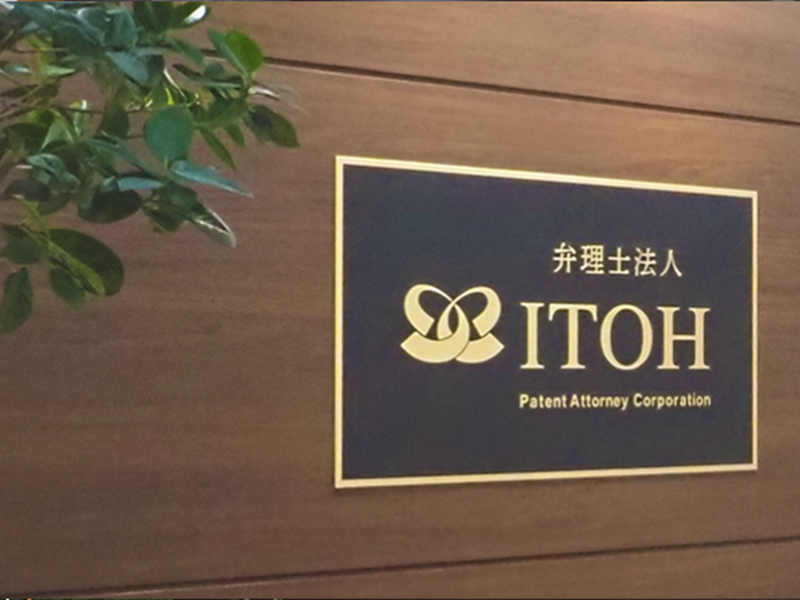 弁理士法人
ITOH
Patent Attorney Corporation